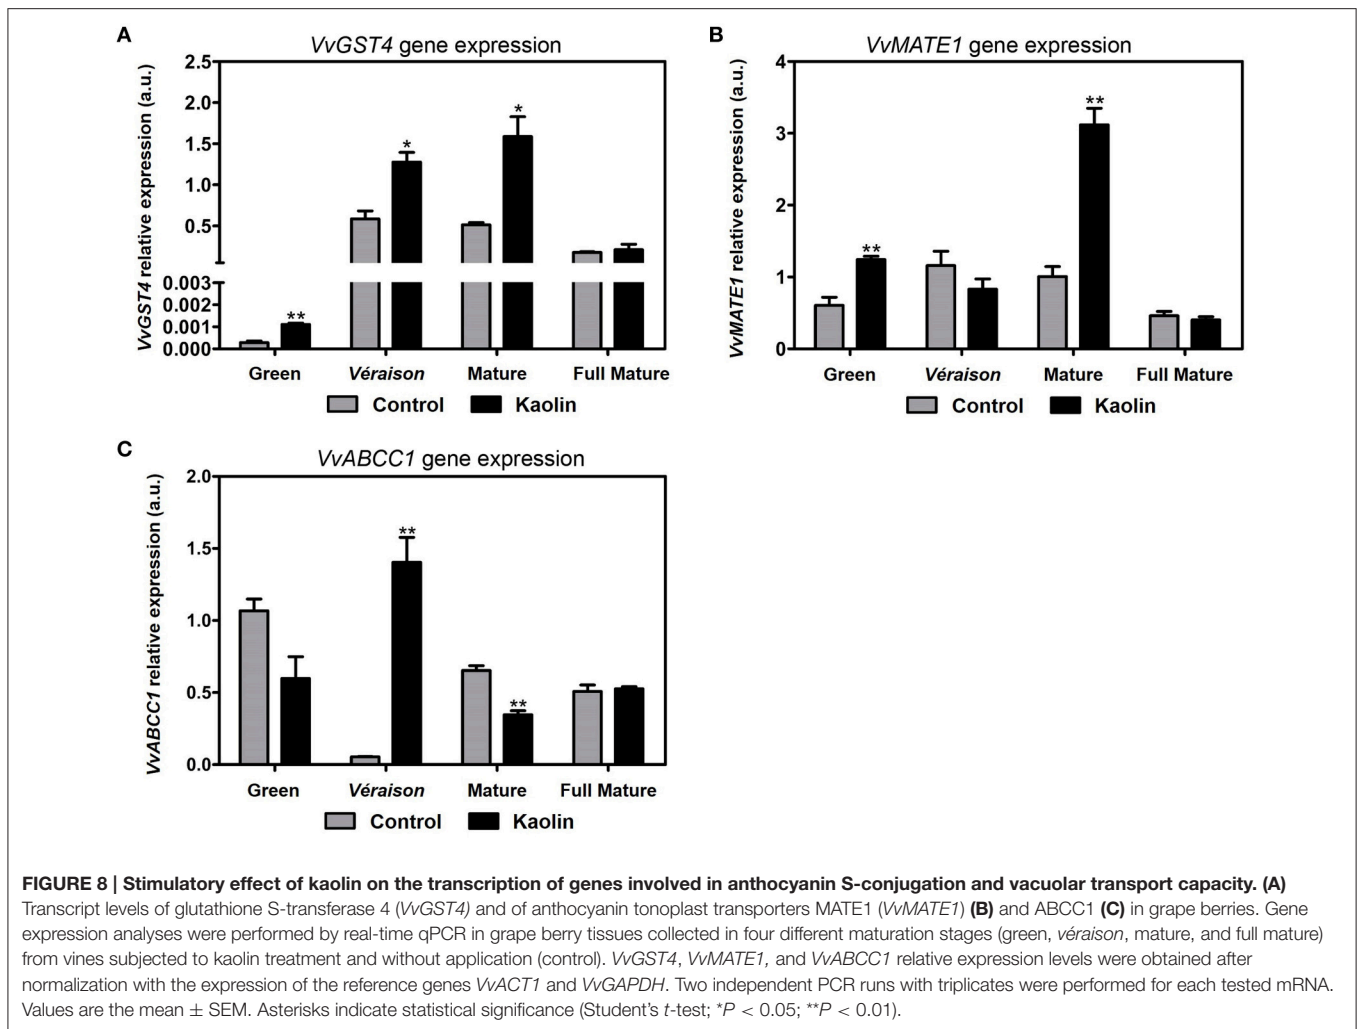 A
VvGST4 gene expression
VvGST4 relative expression (a.u.)
2.5
2.0
1.5
1.0
0.5
0.003
0.002
0.001
0.000
**
*
*
Green Véraison Mature Full Mature
Control Kaolin
B
VvMATE1 gene expression
VvMATE1 relative expression (a.u.)
4
3
2
1
0
**
**
Green Véraison Mature Full Mature
Control Kaolin
C
VvABCC1 gene expression
VvABCC1 relative expression (a.u.)
2.0
1.5
1.0
0.5
0.0
**
**
Green Véraison Mature Full Mature
Control Kaolin
FIGURE 8 | Stimulatory effect of kaolin on the transcription of genes involved in anthocyanin S-conjugation and vacuolar transport capacity. (A)
Transcript levels of glutathione S-transferase 4 (VvGST4) and of anthocyanin tonoplast transporters MATE1 (VvMATE1) (B) and ABCC1 (C) in grape berries. Gene
expression analyses were performed by real-time qPCR in grape berry tissues collected in four different maturation stages (green, véraison, mature, and full mature)
from vines subjected to kaolin treatment and without application (control). VvGST4, VvMATE1, and VvABCC1 relative expression levels were obtained after
normalization with the expression of the reference genes VvACT1 and VvGAPDH. Two independent PCR runs with triplicates were performed for each tested mRNA.
Values are the mean ± SEM. Asterisks indicate statistical significance (Student's t-test; *P < 0.05; **P < 0.01).